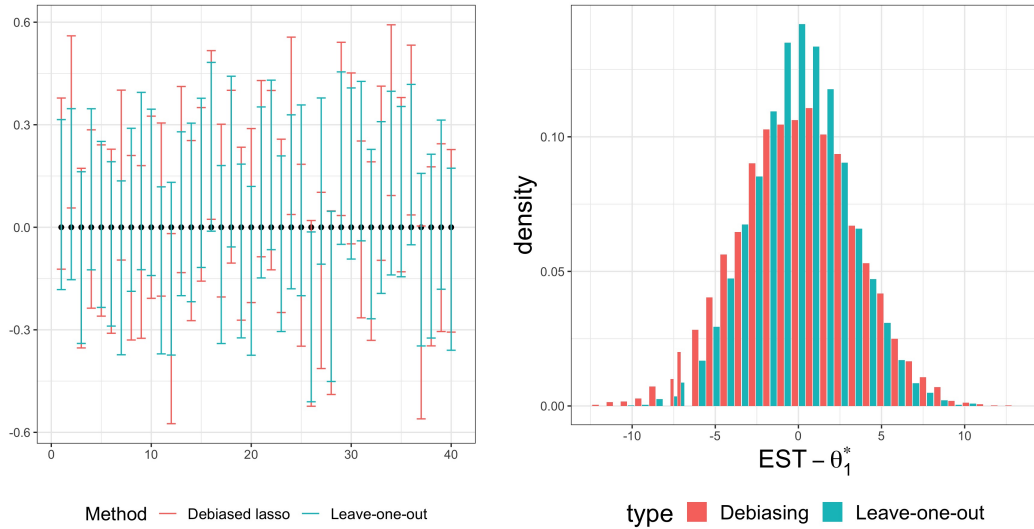 0.6
0.3
0.0
-0.3
-0.6
0 10 20 30 40
Method Debiased lasso Leave-one-out
density
0.10
0.05
0.00
-10 -5 0 5 10
EST − θ₁*
type Debiasing Leave-one-out